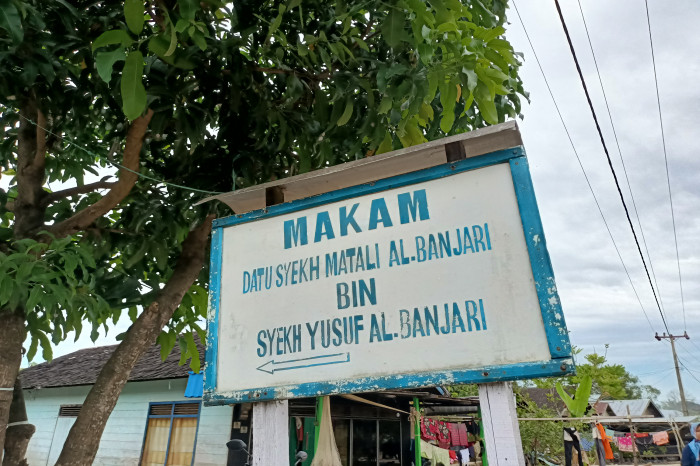 MAKAM
DATU SYEKH MATALI AL.BANJARI
BIN
SYEKH YUSUF AL.BANJARI